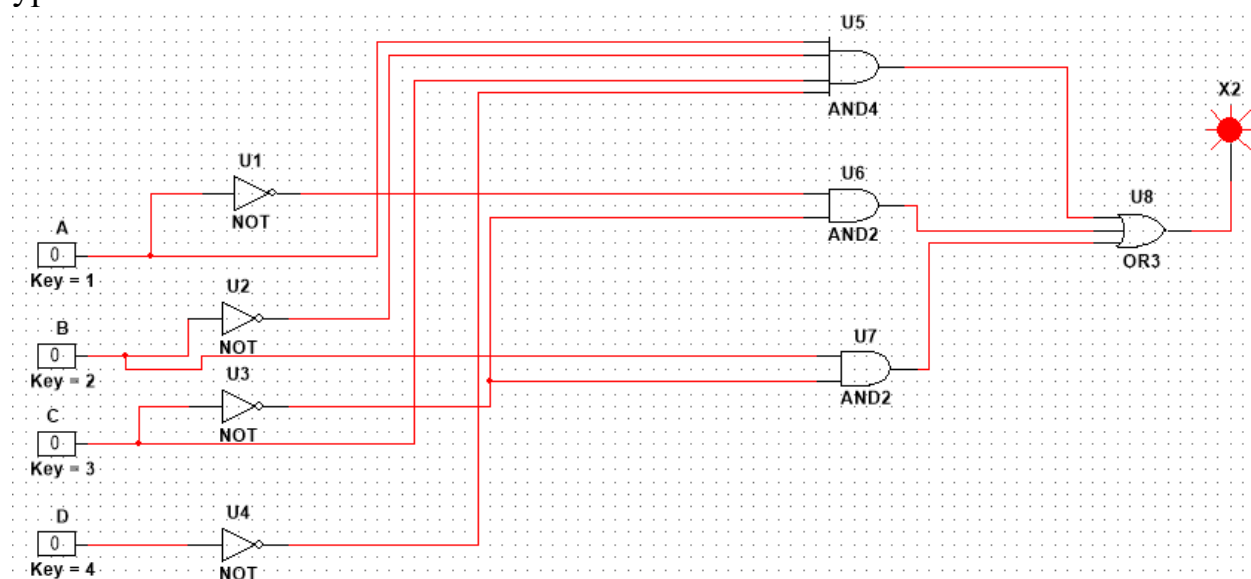 U5
X2
AND4
U1
U6
NOT
U8
A
AND2
0
OR3
Key = 1
U2
B
U7
NOT
0
Key = 2
U3
AND2
C
NOT
0
Key = 3
D
U4
0
Key = 4
NOT